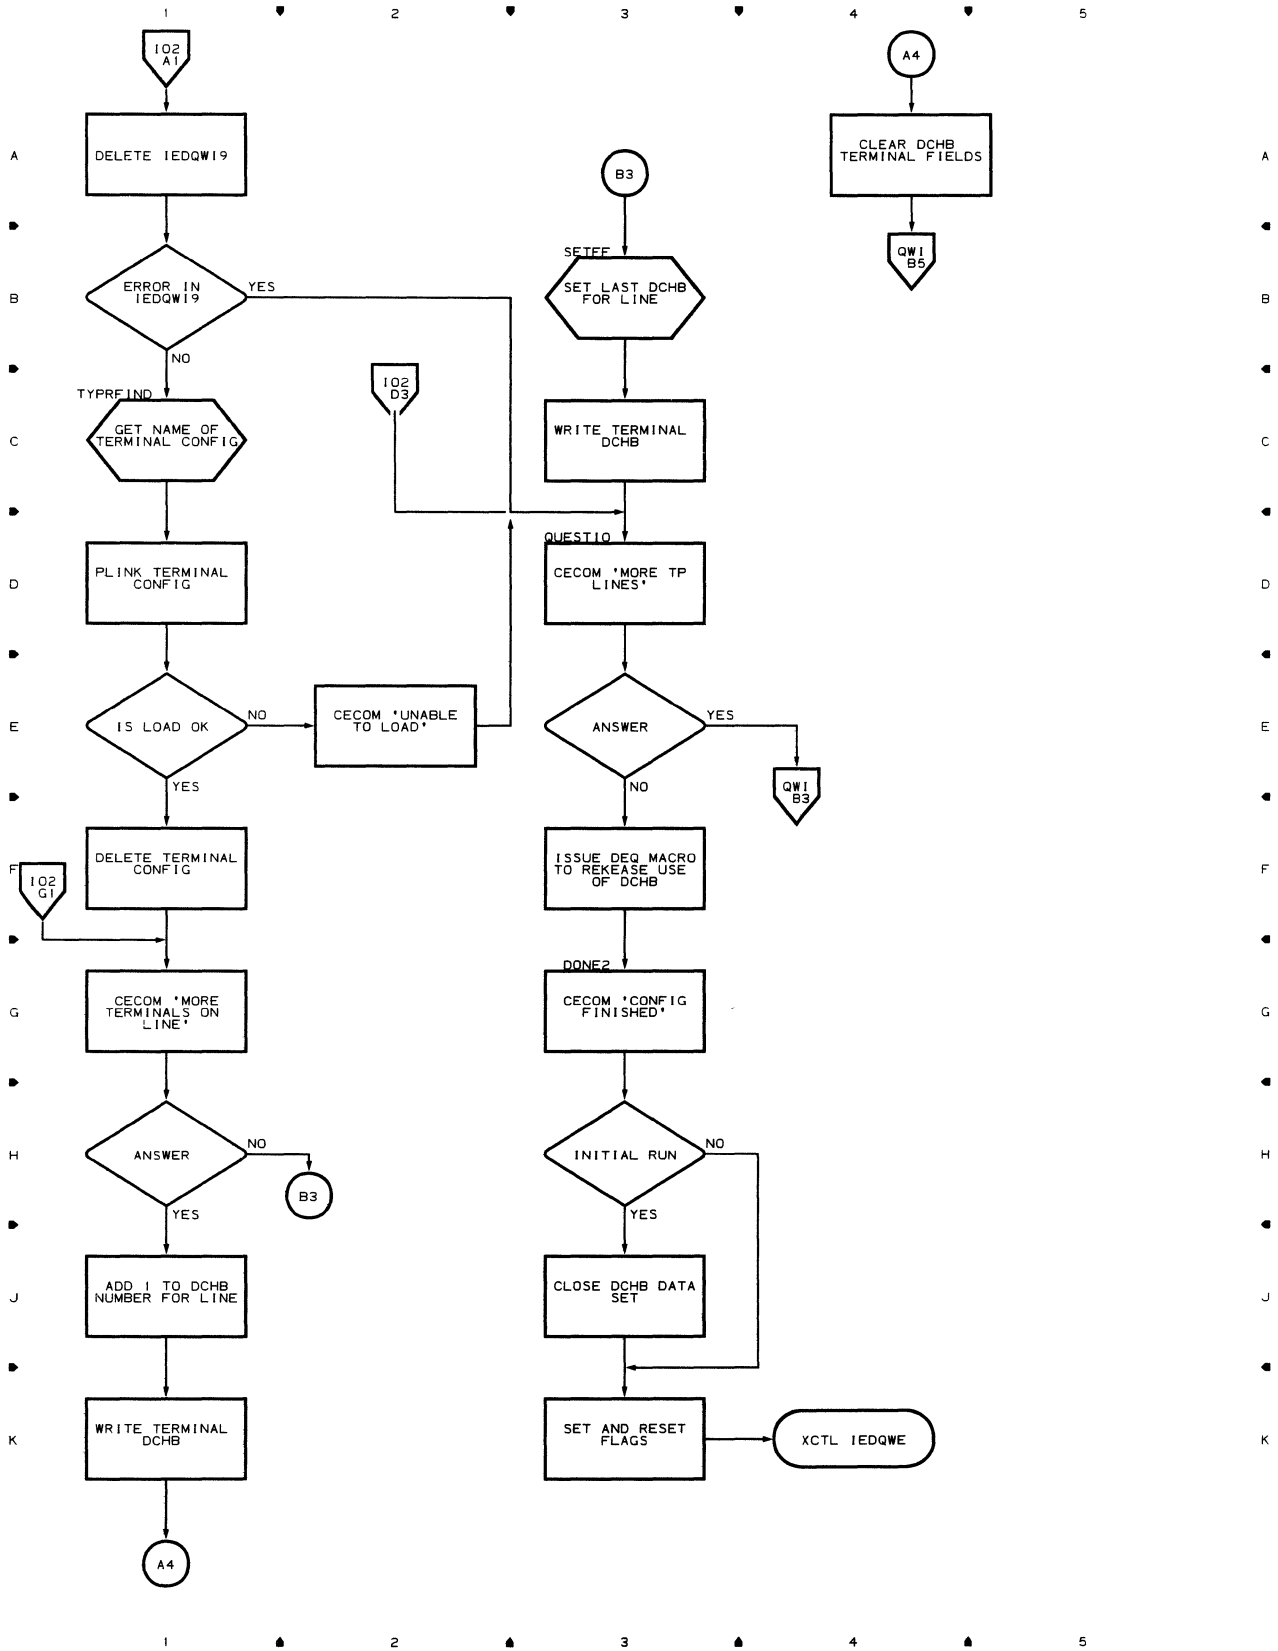 1 2 3 4 5
IO2
A1
DELETE IEDQWI9
ERROR IN
IEDQWI9
YES
NO
TYPRFIND
GET NAME OF
TERMINAL CONFIG
PLINK TERMINAL
CONFIG
IS LOAD OK
NO
YES
CECOM 'UNABLE
TO LOAD'
DELETE TERMINAL
CONFIG
IO2
G1
CECOM 'MORE
TERMINALS ON
LINE'
ANSWER
NO
B3
YES
ADD 1 TO DCHB
NUMBER FOR LINE
WRITE TERMINAL
DCHB
A4
IO2
D3
B3
SETFF
SET LAST DCHB
FOR LINE
WRITE TERMINAL
DCHB
QUESTIO
CECOM 'MORE TP
LINES'
ANSWER
YES
QWI
B3
NO
ISSUE DEQ MACRO
TO REKEASE USE
OF DCHB
DONE2
CECOM 'CONFIG
FINISHED'
INITIAL RUN
NO
YES
CLOSE DCHB DATA
SET
SET AND RESET
FLAGS
XCTL IEDQWE
A4
CLEAR DCHB
TERMINAL FIELDS
QWI
B5
A A
B B
C C
D D
E E
F F
G G
H H
J J
K K
1 2 3 4 5